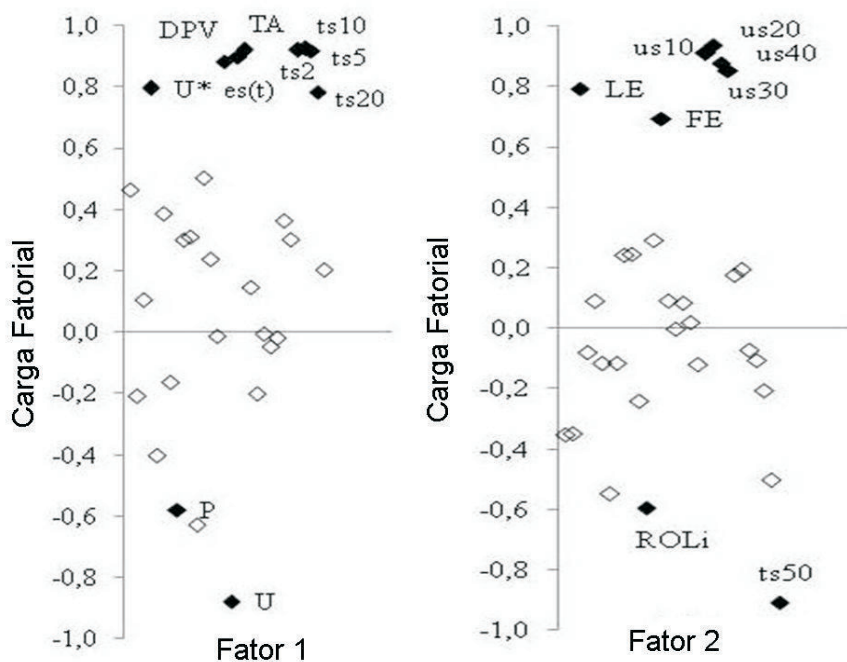 Carga Fatorial
1,0
0,8
0,6
0,4
0,2
0,0
-0,2
-0,4
-0,6
-0,8
-1,0
DPV
TA
ts10
ts5
ts2
U*
es(t)
ts20
P
U
Fator 1
Carga Fatorial
1,0
0,8
0,6
0,4
0,2
0,0
-0,2
-0,4
-0,6
-0,8
-1,0
us20
us10
us40
us30
LE
FE
ROLi
ts50
Fator 2